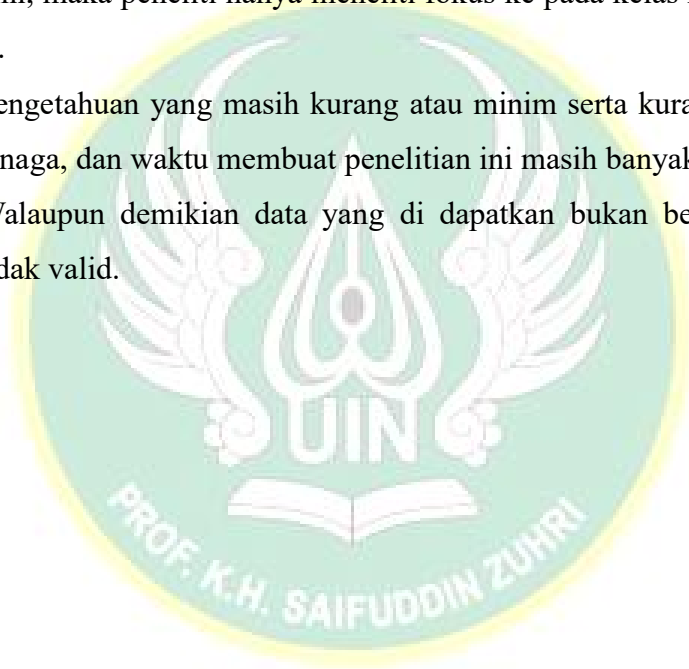 maka peneliti hanya meneliti fokus ke pada kelas
engetahuan yang masih kurang atau minim serta kura
naga, dan waktu membuat penelitian ini masih banyak
Walaupun demikian data yang di dapatkan bukan be
dak valid.
UIN
PROF. K.H. SAIFUDDIN ZUHRI